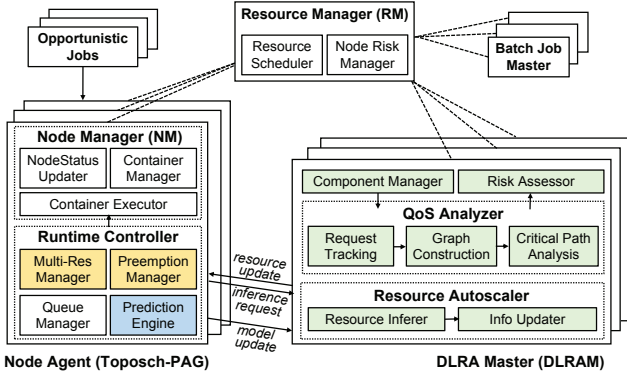 Resource Manager (RM)
Resource
Scheduler
Node Risk
Manager
Opportunistic
Jobs
Batch Job
Master
Node Manager (NM)
NodeStatus
Updater
Container
Manager
Container Executor
Runtime Controller
Multi-Res
Manager
Preemption
Manager
Queue
Manager
Prediction
Engine
Node Agent (Toposch-PAG)
resource
update
inference
request
model
update
Component Manager
Risk Assessor
QoS Analyzer
Request
Tracking
Graph
Construction
Critical Path
Analysis
Resource Autoscaler
Resource Inferer
Info Updater
DLRA Master (DLRAM)